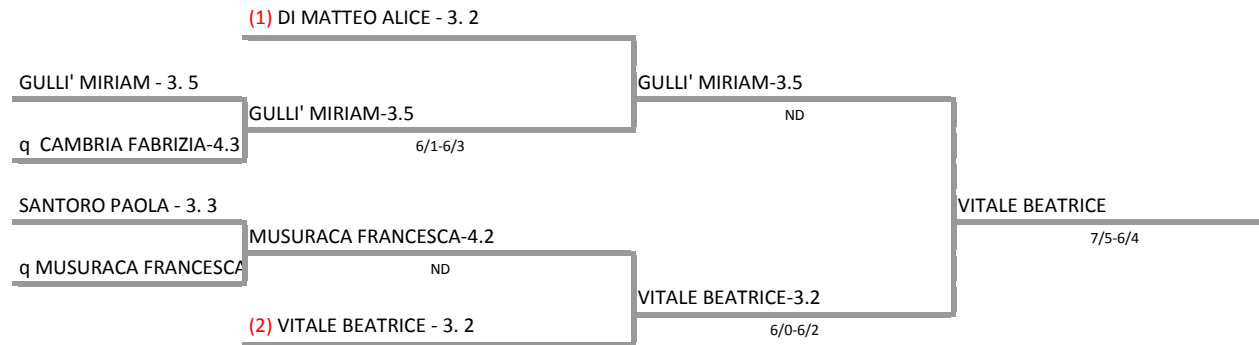 (1) DI MATTEO ALICE - 3. 2
GULLI' MIRIAM - 3. 5
GULLI' MIRIAM-3.5
GULLI' MIRIAM-3.5
ND
q CAMBRIA FABRIZIA-4.3
6/1-6/3
SANTORO PAOLA - 3. 3
VITALE BEATRICE
MUSURACA FRANCESCA-4.2
7/5-6/4
q MUSURACA FRANCESCA
ND
VITALE BEATRICE-3.2
(2) VITALE BEATRICE - 3. 2
6/0-6/2